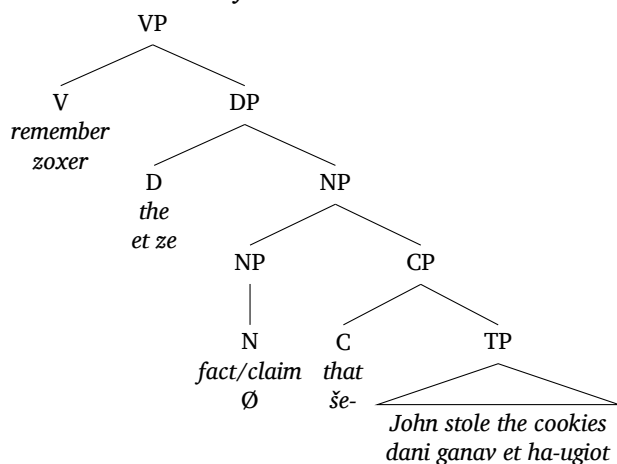 VP
V DP
remember
zoxer
D NP
the
et ze
NP CP
N C TP
fact/claim that
Ø še-
John stole the cookies
dani ganav et ha-ugiot